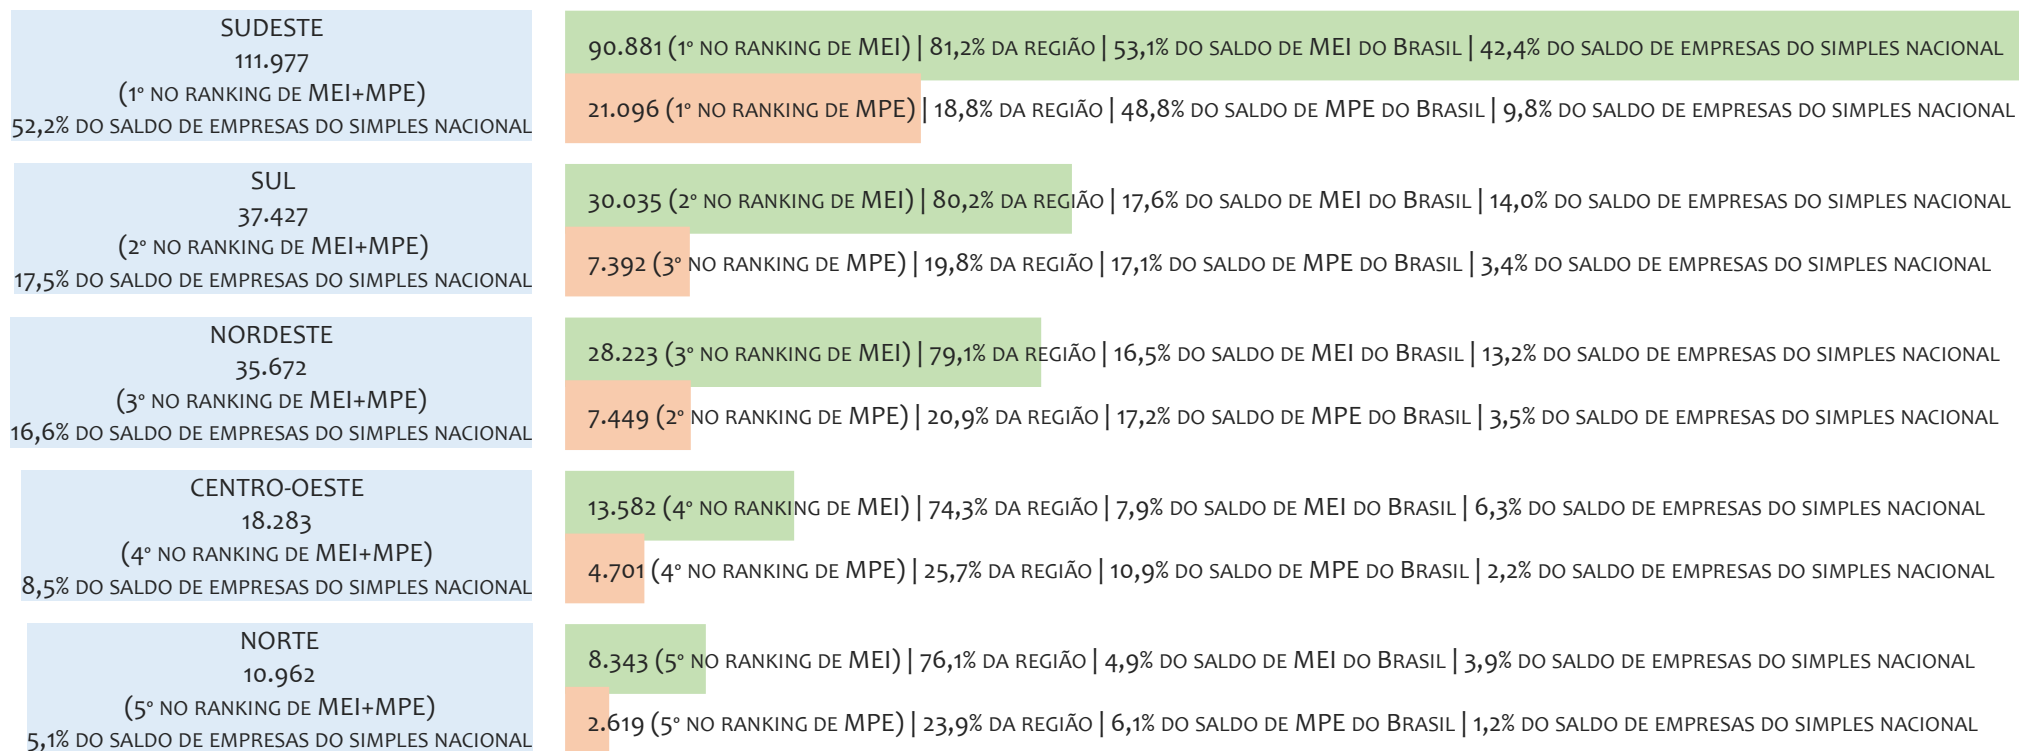 SUDESTE
111.977
(1° NO RANKING DE MEI+MPE)
52,2% DO SALDO DE EMPRESAS DO SIMPLES NACIONAL
90.881 (1° NO RANKING DE MEI) | 81,2% DA REGIÃO | 53,1% DO SALDO DE MEI DO BRASIL | 42,4% DO SALDO DE EMPRESAS DO SIMPLES NACIONAL
21.096 (1° NO RANKING DE MPE) | 18,8% DA REGIÃO | 48,8% DO SALDO DE MPE DO BRASIL | 9,8% DO SALDO DE EMPRESAS DO SIMPLES NACIONAL
SUL
37.427
(2° NO RANKING DE MEI+MPE)
17,5% DO SALDO DE EMPRESAS DO SIMPLES NACIONAL
30.035 (2° NO RANKING DE MEI) | 80,2% DA REGIÃO | 17,6% DO SALDO DE MEI DO BRASIL | 14,0% DO SALDO DE EMPRESAS DO SIMPLES NACIONAL
7.392 (3° NO RANKING DE MPE) | 19,8% DA REGIÃO | 17,1% DO SALDO DE MPE DO BRASIL | 3,4% DO SALDO DE EMPRESAS DO SIMPLES NACIONAL
NORDESTE
35.672
(3° NO RANKING DE MEI+MPE)
16,6% DO SALDO DE EMPRESAS DO SIMPLES NACIONAL
28.223 (3° NO RANKING DE MEI) | 79,1% DA REGIÃO | 16,5% DO SALDO DE MEI DO BRASIL | 13,2% DO SALDO DE EMPRESAS DO SIMPLES NACIONAL
7.449 (2° NO RANKING DE MPE) | 20,9% DA REGIÃO | 17,2% DO SALDO DE MPE DO BRASIL | 3,5% DO SALDO DE EMPRESAS DO SIMPLES NACIONAL
CENTRO-OESTE
18.283
(4° NO RANKING DE MEI+MPE)
8,5% DO SALDO DE EMPRESAS DO SIMPLES NACIONAL
13.582 (4° NO RANKING DE MEI) | 74,3% DA REGIÃO | 7,9% DO SALDO DE MEI DO BRASIL | 6,3% DO SALDO DE EMPRESAS DO SIMPLES NACIONAL
4.701 (4° NO RANKING DE MPE) | 25,7% DA REGIÃO | 10,9% DO SALDO DE MPE DO BRASIL | 2,2% DO SALDO DE EMPRESAS DO SIMPLES NACIONAL
NORTE
10.962
(5° NO RANKING DE MEI+MPE)
5,1% DO SALDO DE EMPRESAS DO SIMPLES NACIONAL
8.343 (5° NO RANKING DE MEI) | 76,1% DA REGIÃO | 4,9% DO SALDO DE MEI DO BRASIL | 3,9% DO SALDO DE EMPRESAS DO SIMPLES NACIONAL
2.619 (5° NO RANKING DE MPE) | 23,9% DA REGIÃO | 6,1% DO SALDO DE MPE DO BRASIL | 1,2% DO SALDO DE EMPRESAS DO SIMPLES NACIONAL